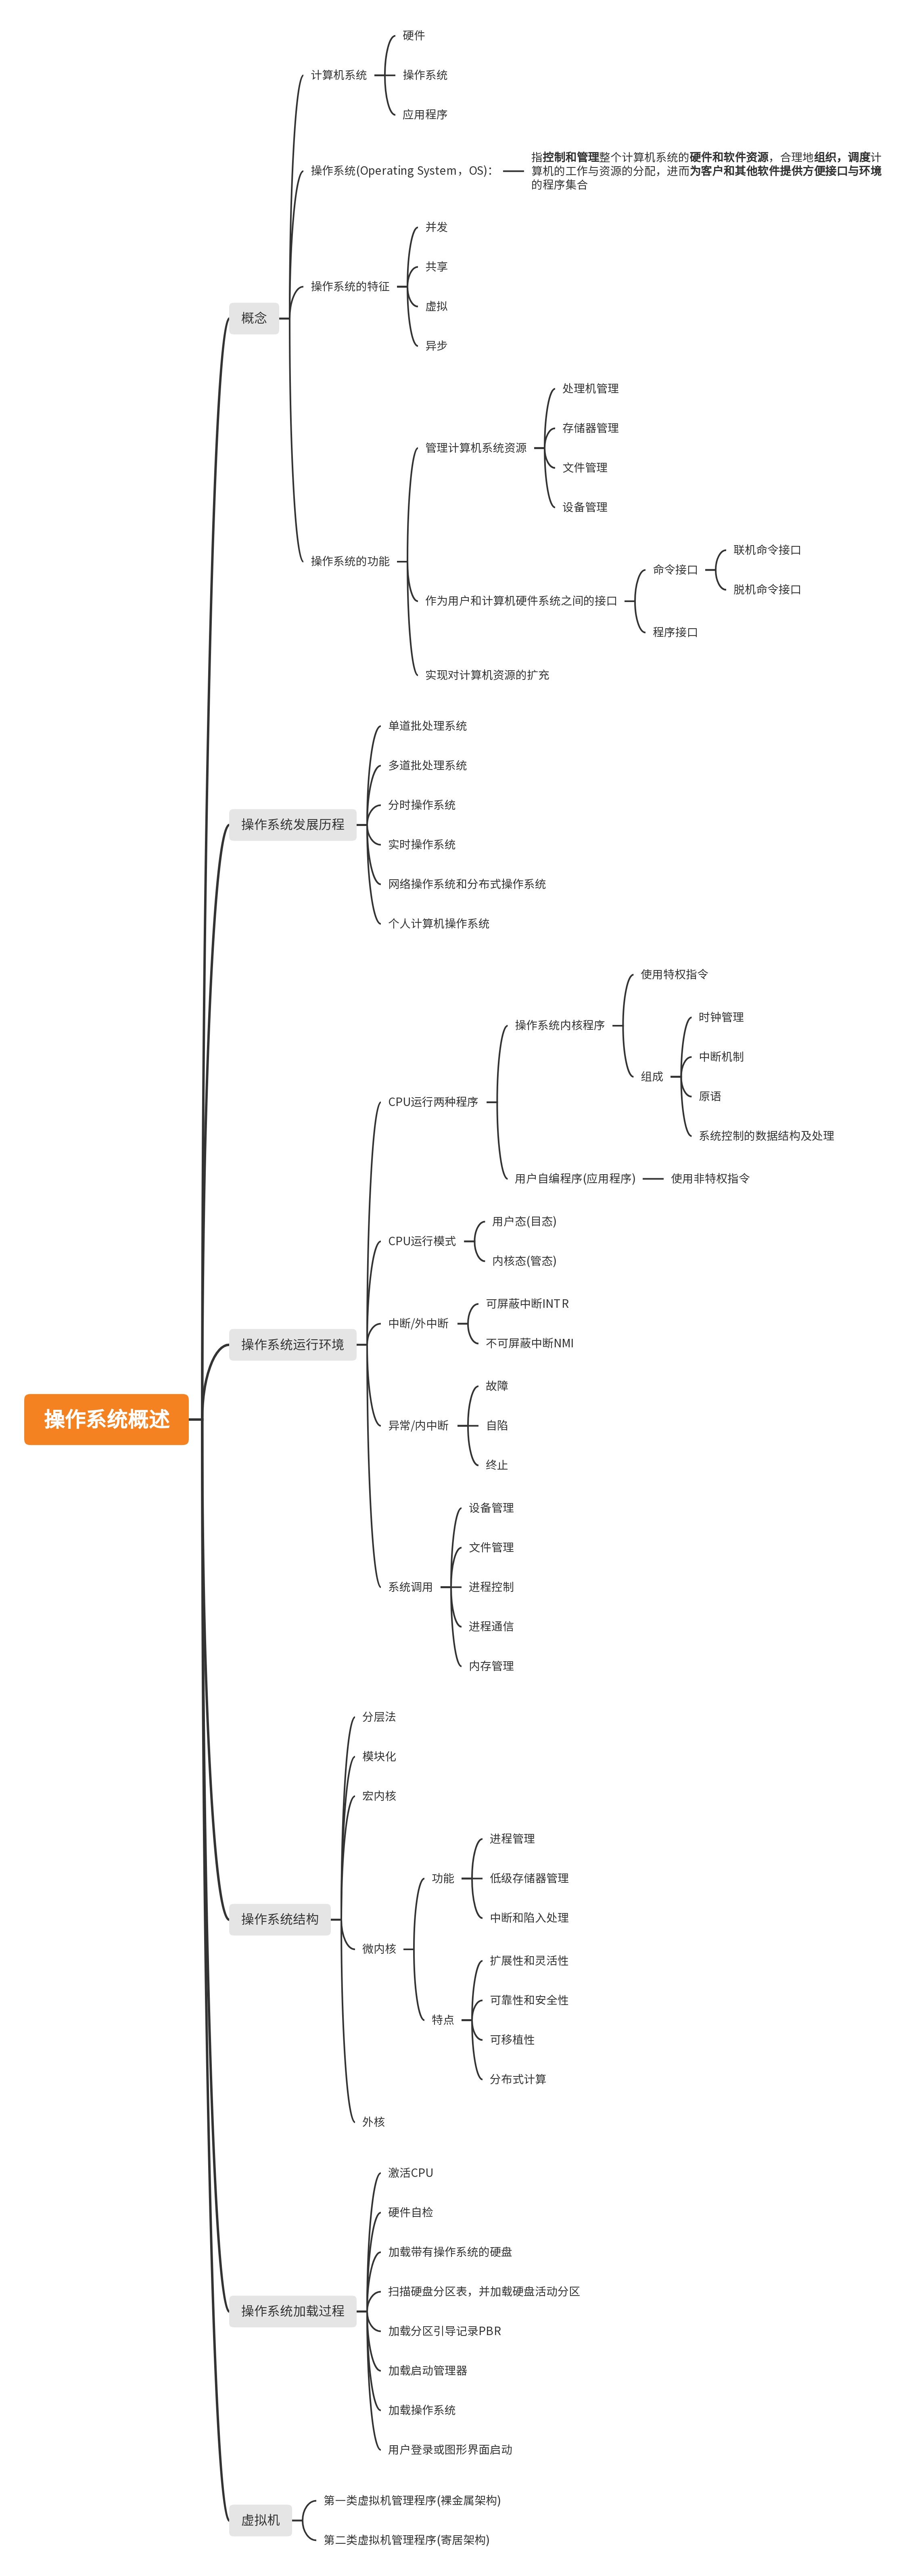 操作系统概述
概念
计算机系统
硬件
操作系统
应用程序
操作系统(Operating System，OS)：
指控制和管理整个计算机系统的硬件和软件资源，合理地组织，调度计
算机的工作与资源的分配，进而为客户和其他软件提供方便接口与环境
的程序集合
操作系统的特征
并发
共享
虚拟
异步
操作系统的功能
管理计算机系统资源
处理机管理
存储器管理
文件管理
设备管理
作为用户和计算机硬件系统之间的接口
命令接口
联机命令接口
脱机命令接口
程序接口
实现对计算机资源的扩充
操作系统发展历程
单道批处理系统
多道批处理系统
分时操作系统
实时操作系统
网络操作系统和分布式操作系统
个人计算机操作系统
操作系统运行环境
CPU运行两种程序
操作系统内核程序
使用特权指令
组成
时钟管理
中断机制
原语
系统控制的数据结构及处理
用户自编程序(应用程序)
使用非特权指令
CPU运行模式
用户态(目态)
内核态(管态)
中断/外中断
可屏蔽中断INTR
不可屏蔽中断NMI
异常/内中断
故障
自陷
终止
系统调用
设备管理
文件管理
进程控制
进程通信
内存管理
操作系统结构
分层法
模块化
宏内核
微内核
功能
进程管理
低级存储器管理
中断和陷入处理
特点
扩展性和灵活性
可靠性和安全性
可移植性
分布式计算
外核
操作系统加载过程
激活CPU
硬件自检
加载带有操作系统的硬盘
扫描硬盘分区表，并加载硬盘活动分区
加载分区引导记录PBR
加载启动管理器
加载操作系统
用户登录或图形界面启动
虚拟机
第一类虚拟机管理程序(裸金属架构)
第二类虚拟机管理程序(寄居架构)